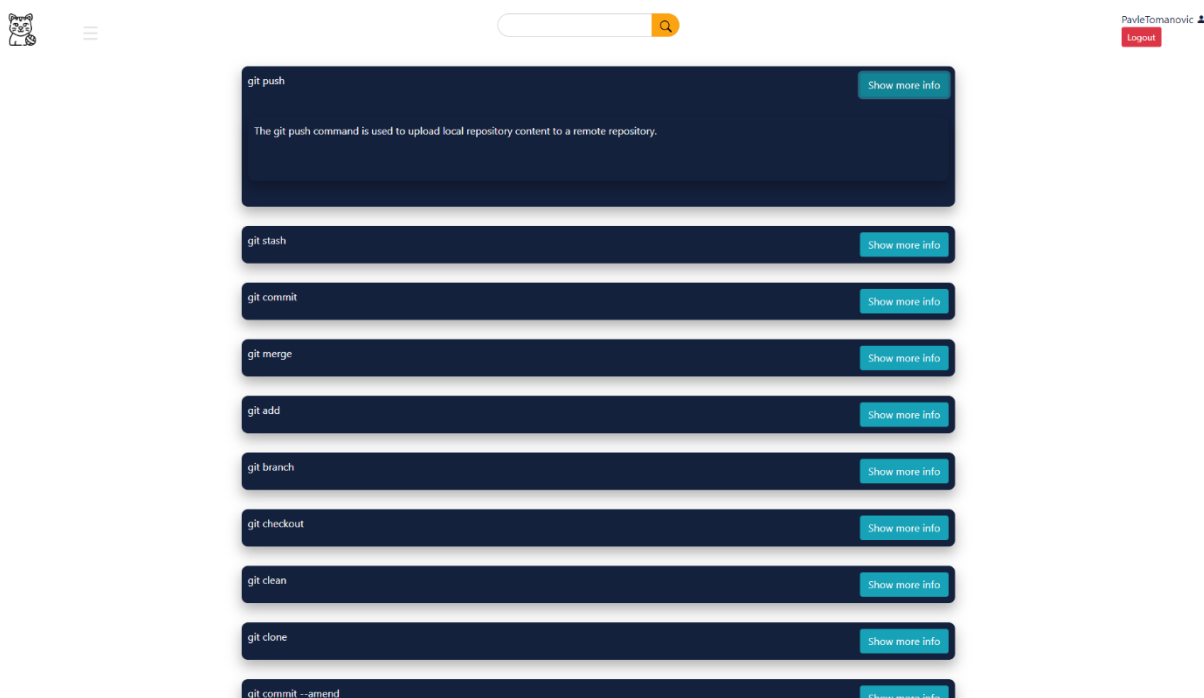 PavleTomanovic
Logout
git push
Show more info
The git push command is used to upload local repository content to a remote repository.
git stash
Show more info
git commit
Show more info
git merge
Show more info
git add
Show more info
git branch
Show more info
git checkout
Show more info
git clean
Show more info
git clone
Show more info
git commit --amend
Show more info